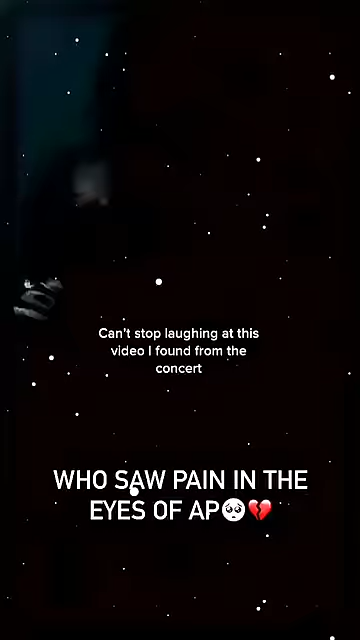 Can't stop laughing at this
video I found from the
concert
WHO SAW PAIN IN THE
EYES OF AP🥺💔